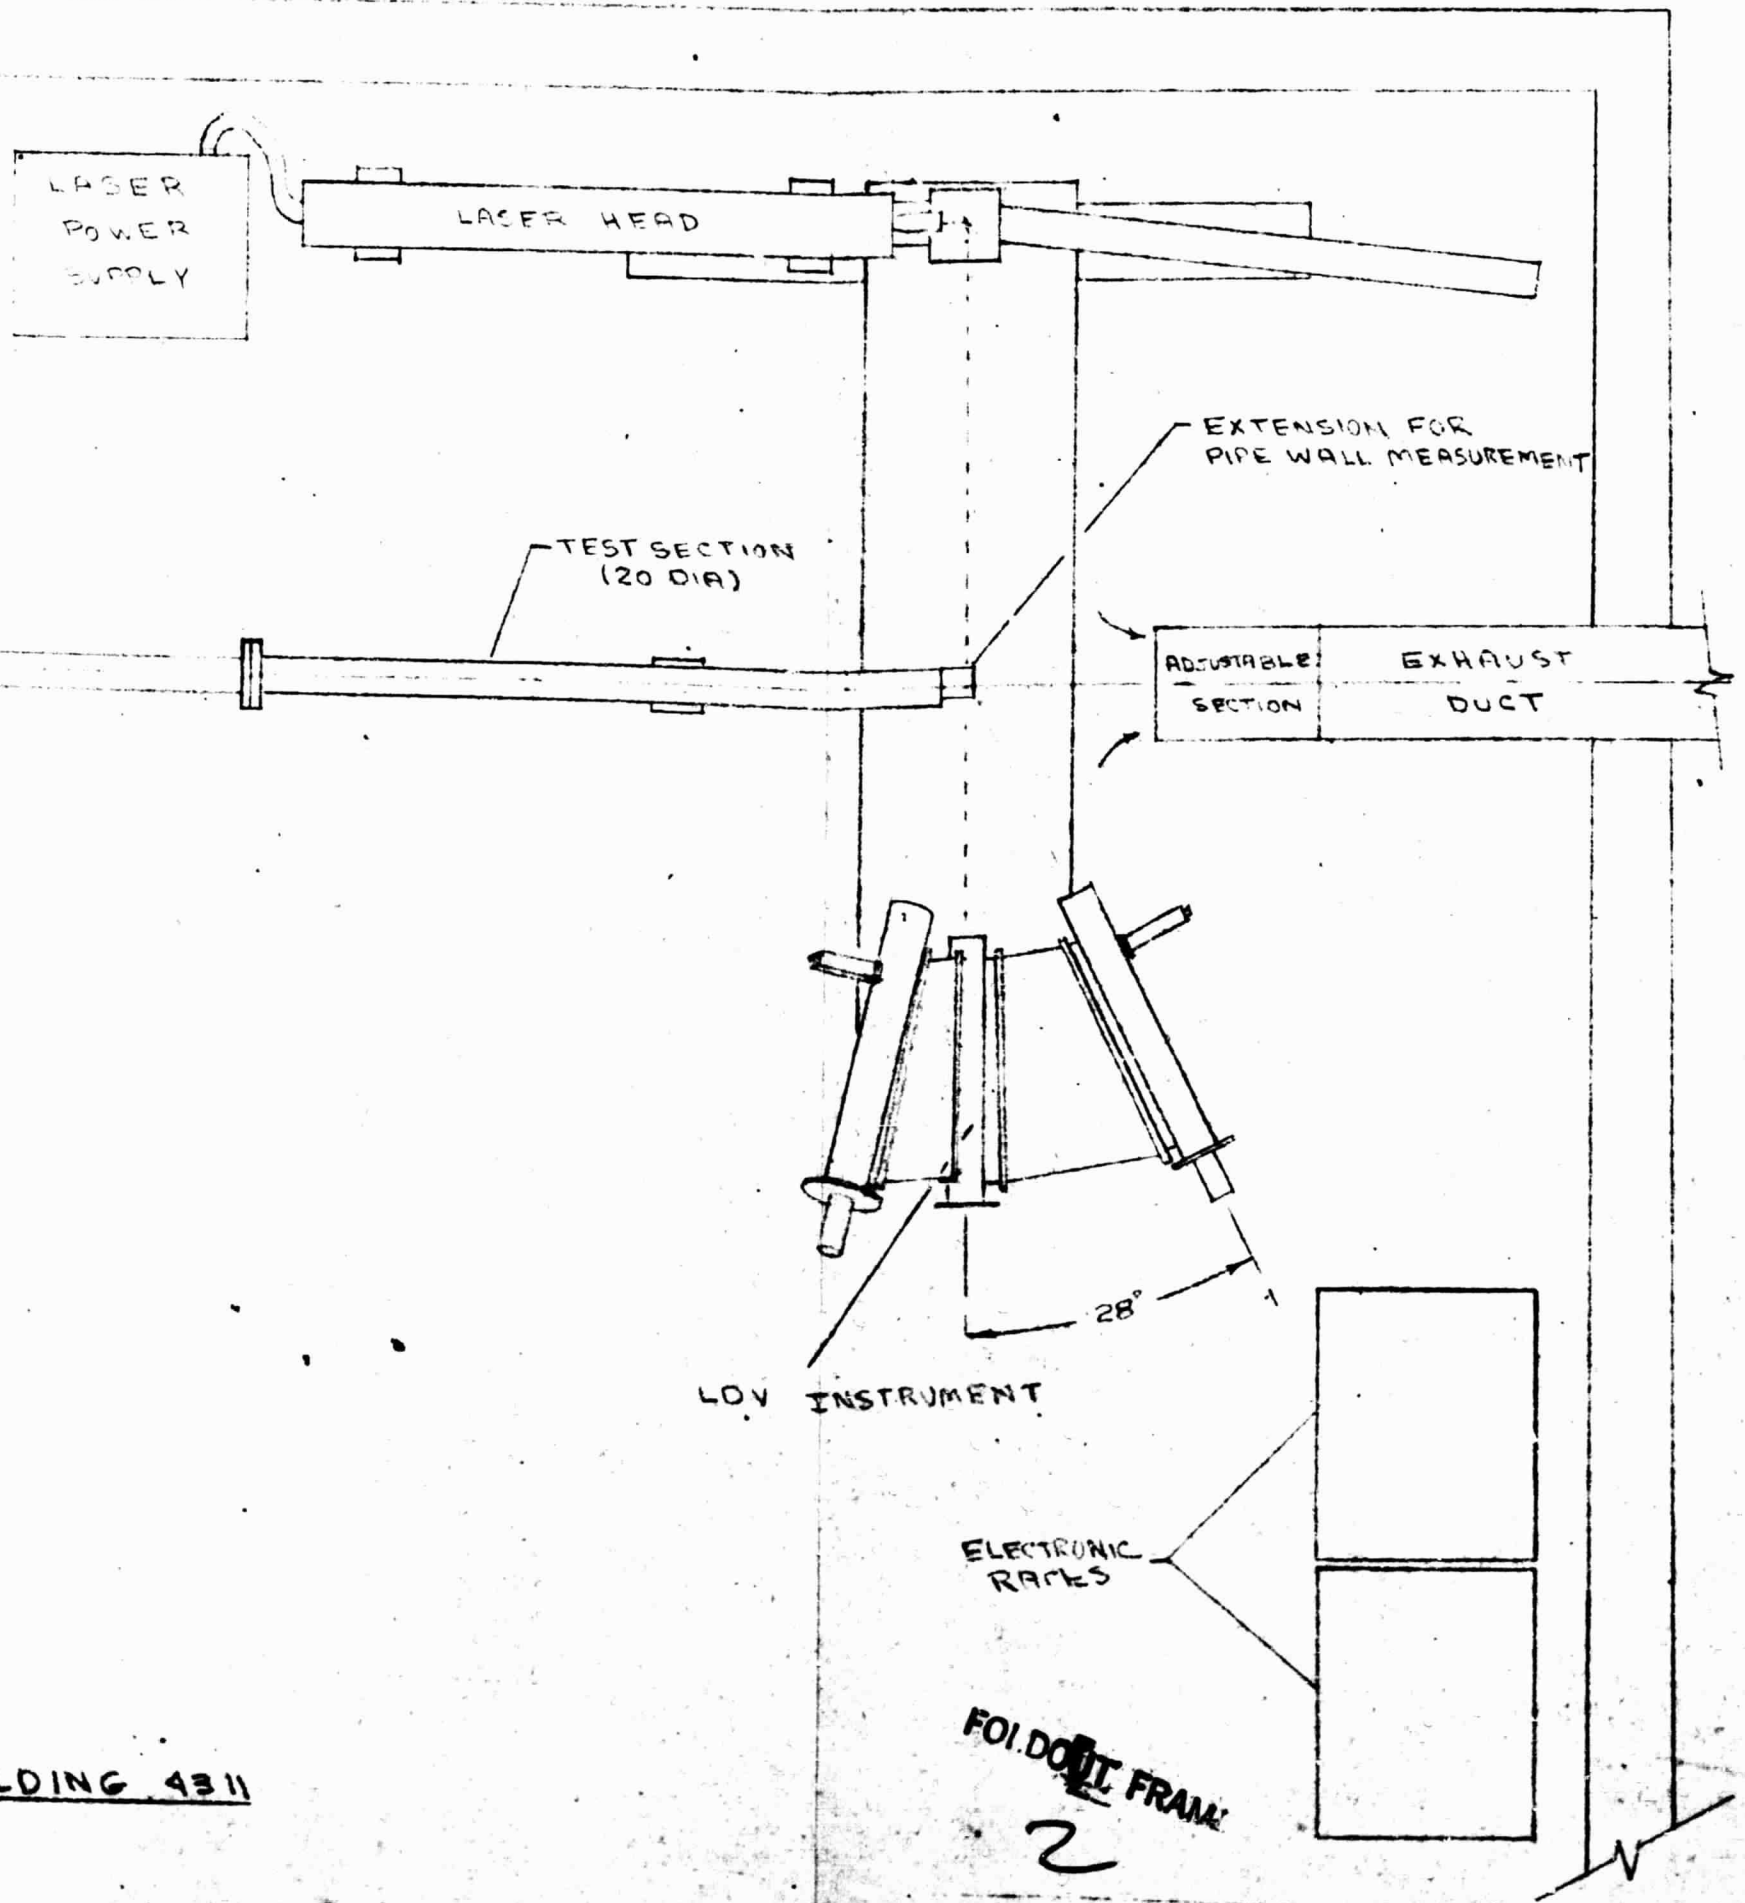 LASER
POWER
SUPPLY
LASER HEAD
EXTENSION FOR
PIPE WALL MEASUREMENT
TEST SECTION
(20 DIA)
ADJUSTABLE
SECTION
EXHAUST
DUCT
28°
LDV INSTRUMENT
ELECTRONIC
RACKS
LDING 4311
FOLDOUT FRAME
2